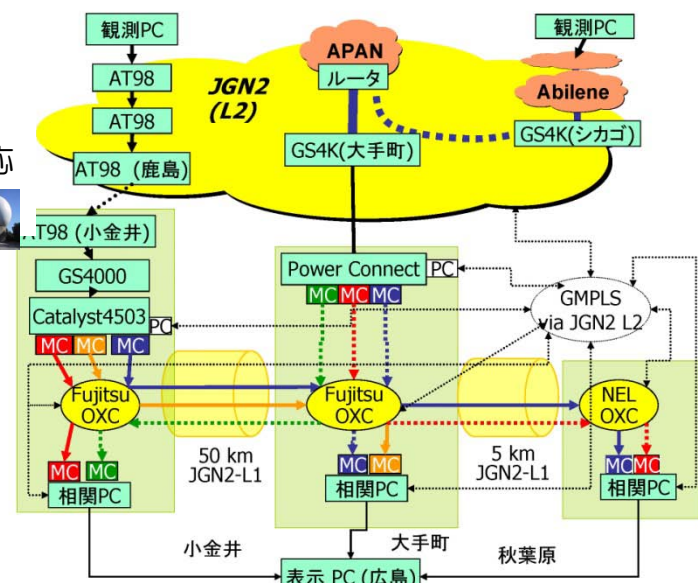 観測PC
観測PC
APAN
ルータ
AT98
JGN2
(L2)
Abilene
AT98
GS4K(大手町)
GS4K(シカゴ)
応
AT98 (鹿島)
AT98 (小金井)
GS4000
Power Connect
PC
GMPLS
via JGN2 L2
Catalyst4503
PC
MC
MC
MC
MC
MC
MC
Fujitsu
OXC
Fujitsu
OXC
NEL
OXC
50 km
JGN2-L1
5 km
JGN2-L1
MC
MC
MC
MC
MC
MC
相関PC
相関PC
相関PC
小金井
大手町
秋葉原
表示 PC (広島)